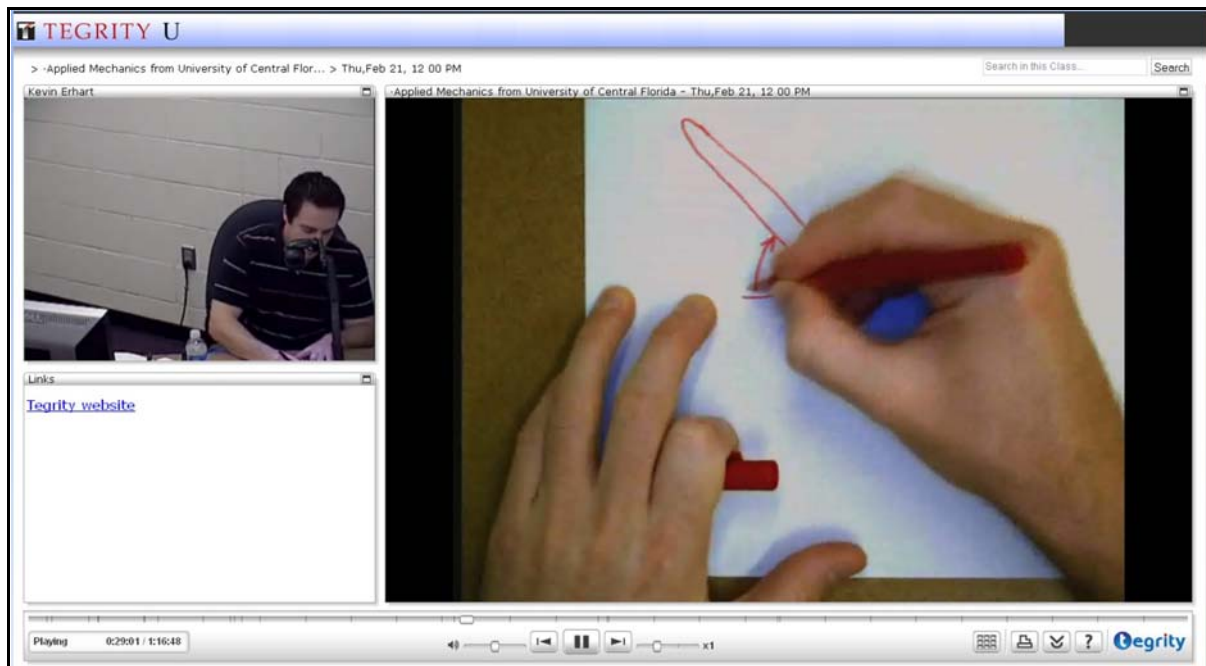 TEGRITY U
> -Applied Mechanics from University of Central Flor... > Thu,Feb 21, 12 00 PM
Search in this Class...
Search
Kevin Erhart
-Applied Mechanics from University of Central Florida - Thu,Feb 21, 12 00 PM
Links
Tegrity website
Playing
0:29:01 / 1:16:48
x1
?
tegrity